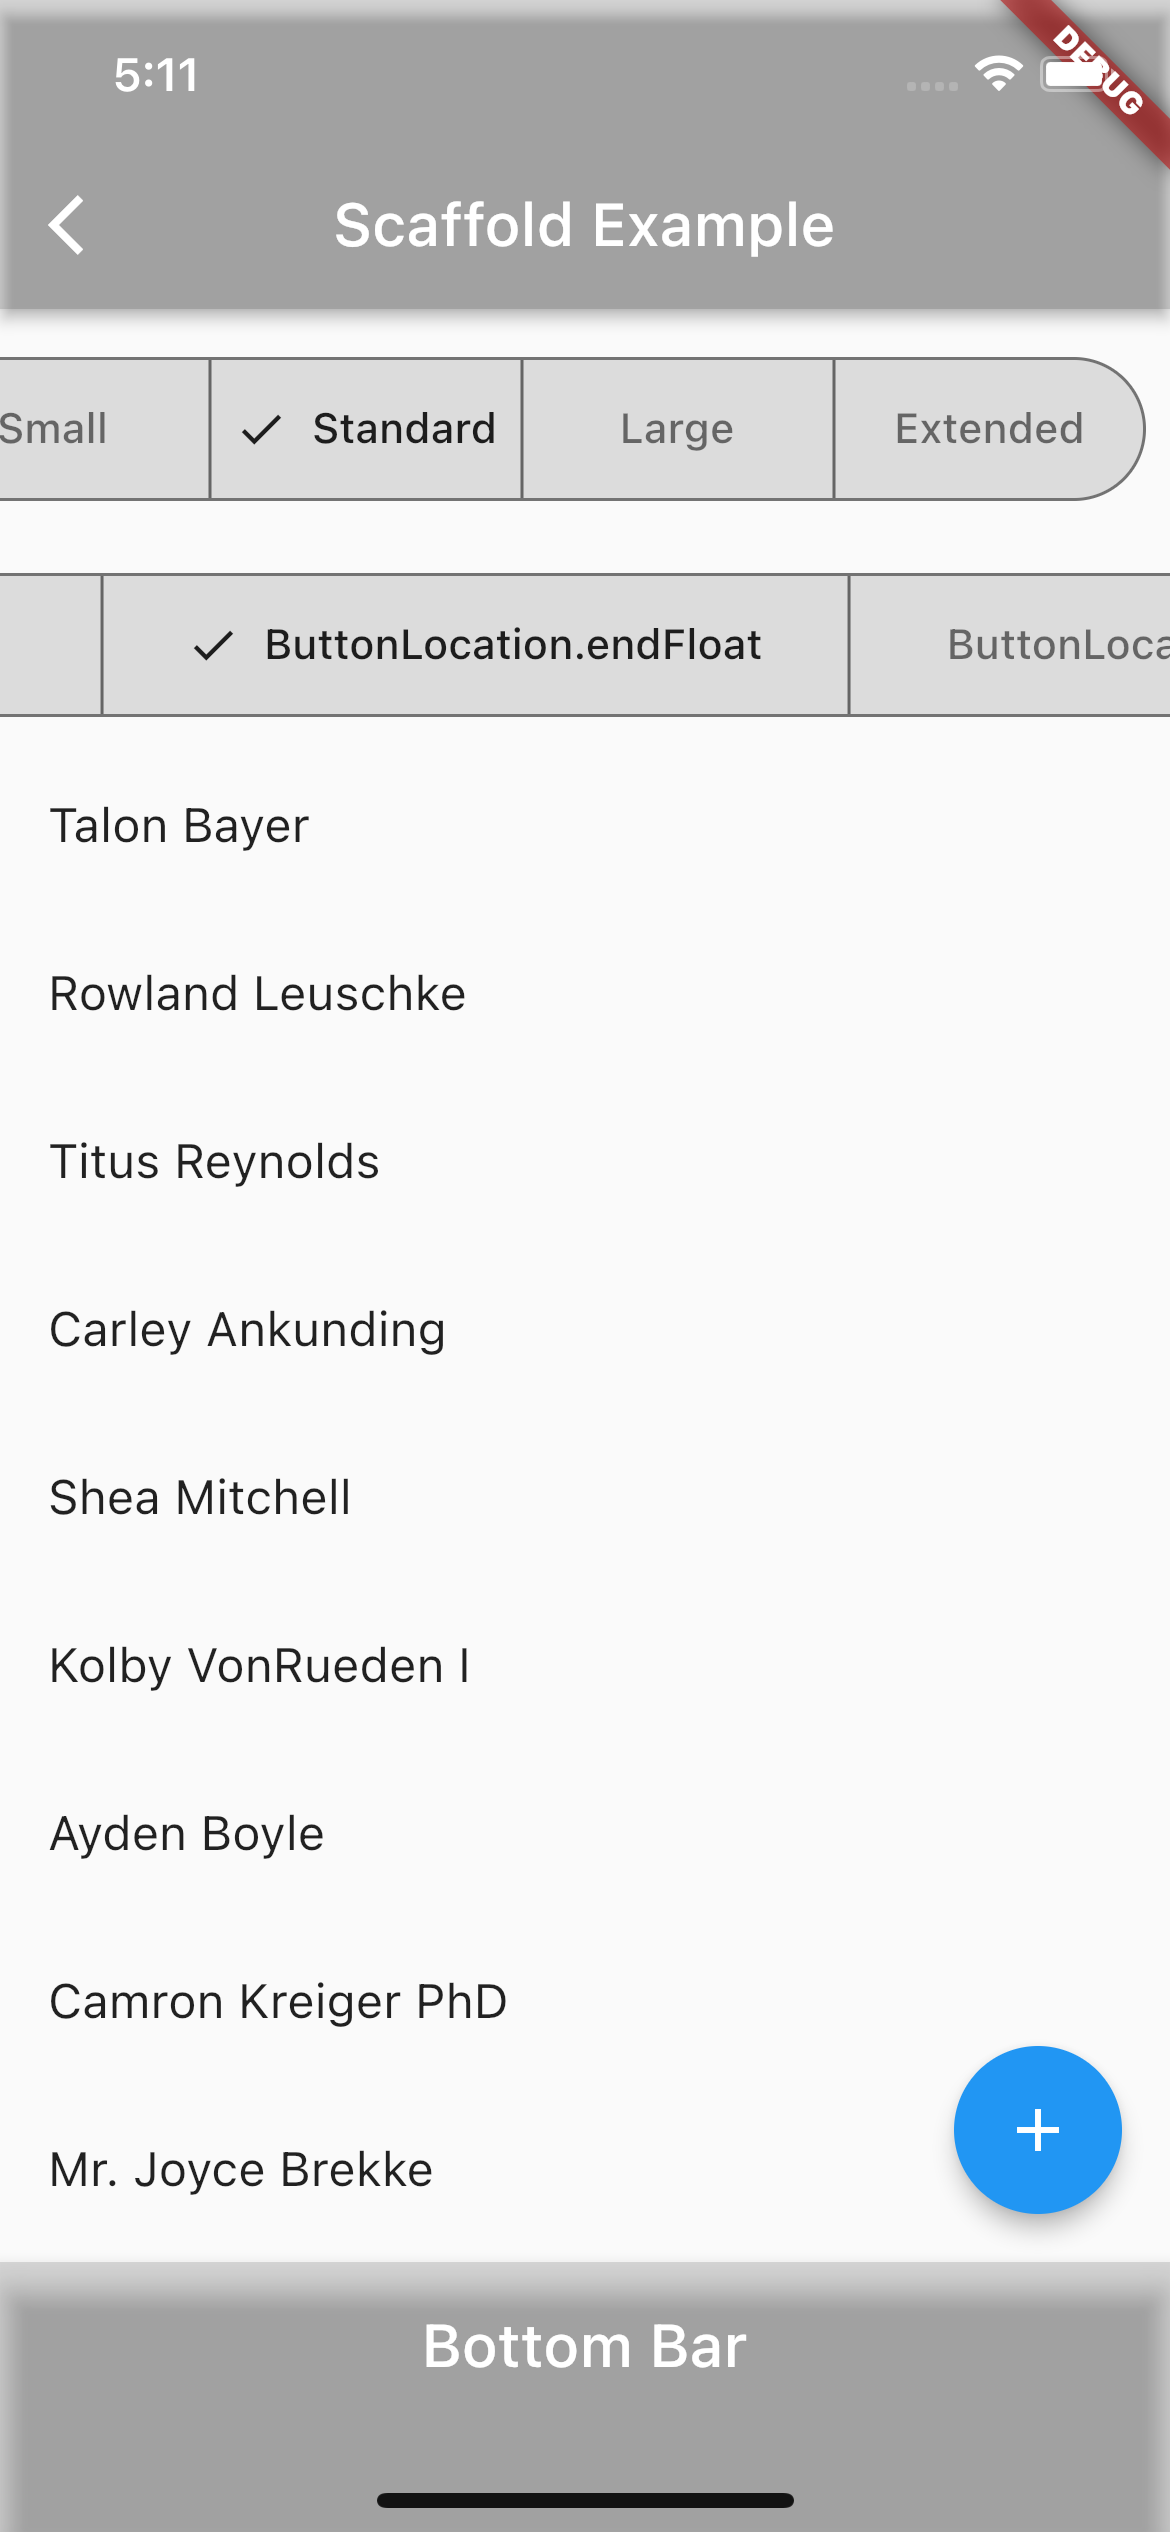 5:11
DEBUG
Scaffold Example
Small
Standard
Large
Extended
ButtonLocation.endFloat
ButtonLoca
Talon Bayer
Rowland Leuschke
Titus Reynolds
Carley Ankunding
Shea Mitchell
Kolby VonRueden I
Ayden Boyle
Camron Kreiger PhD
Mr. Joyce Brekke
Bottom Bar